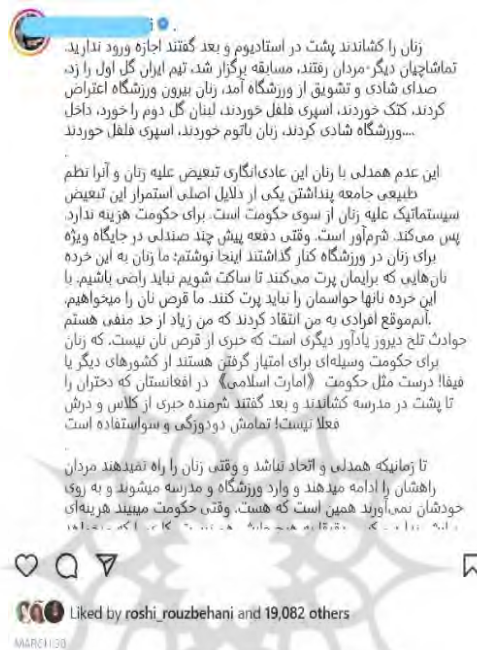 زنان را کشاندند پشت در استادیوم و بعد گفتند اجازه ورود ندارید.
تماشاچیان دیگر-مردان رفتند، مسابقه برگزار شد، تیم ایران گل اول را زد،
صدای شادی و تشویق از ورزشگاه آمد، زنان بیرون ورزشگاه اعتراض
کردند، کتک خوردند، اسپری فلفل خوردند، لبنان گل دوم را خورد، داخل
ورزشگاه شادی کردند، زنان باتوم خوردند، اسپری فلفل خوردند....
.
این عدم همدلی با زنان این عادی‌انگاری تبعیض علیه زنان و آنرا نظم
طبیعی جامعه پنداشتن یکی از دلایل اصلی استمرار این تبعیض
سیستماتیک علیه زنان از سوی حکومت است. برای حکومت هزینه ندارد.
پس می‌کند. شرم‌آور است. وقتی دفعه پیش چند صندلی در جایگاه ویژه
برای زنان در ورزشگاه کنار گذاشتند اینجا نوشتم؛ ما زنان به این خرده
نان‌هایی که برایمان پرت می‌کنند تا ساکت شویم نباید راضی باشیم. با
این خرده نانها حواسمان را نباید پرت کنند. ما قرص نان را میخواهیم.
آنموقع افرادی به من انتقاد کردند که من زیاد از حد منفی هستم.
حوادث تلخ دیروز یادآور دیگری است که خبری از قرص نان نیست. که زنان
برای حکومت وسیله‌ای برای امتیاز گرفتن هستند از کشورهای دیگر یا
فیفا! درست مثل حکومت 《امارت اسلامی》 در افغانستان که دختران را
تا پشت در مدرسه کشاندند و بعد گفتند شرمنده خبری از کلاس و درش
فعلا نیست! تمامش دودوزگی و سواستفاده است
.
تا زمانیکه همدلی و اتحاد نباشد و وقتی زنان را راه نمیدهند مردان
راهشان را ادامه میدهند و وارد ورزشگاه و مدرسه میشوند و به روی
خودشان نمی‌آورند همین است که هست. وقتی حکومت میبیند هزینه‌ای
Liked by roshi_rouzbehani and 19,082 others
MARCH 30